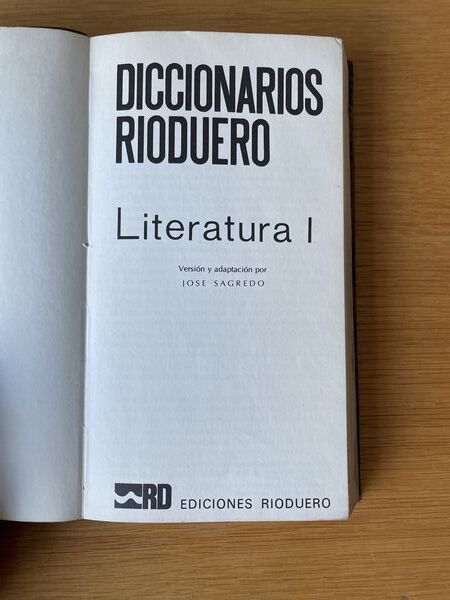 DICCIONARIOS
RIODUERO
Literatura I
Versión y adaptación por
JOSE SAGREDO
RD EDICIONES RIODUERO